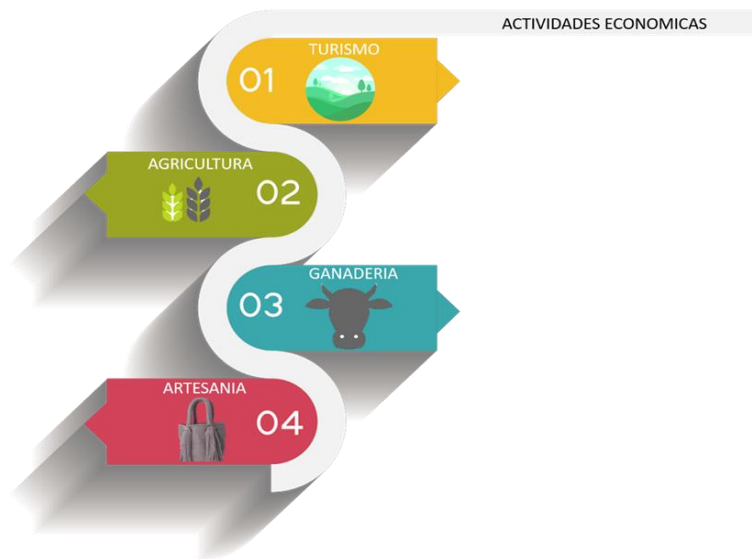 ACTIVIDADES ECONOMICAS
TURISMO
01
AGRICULTURA
02
GANADERIA
03
ARTESANIA
04